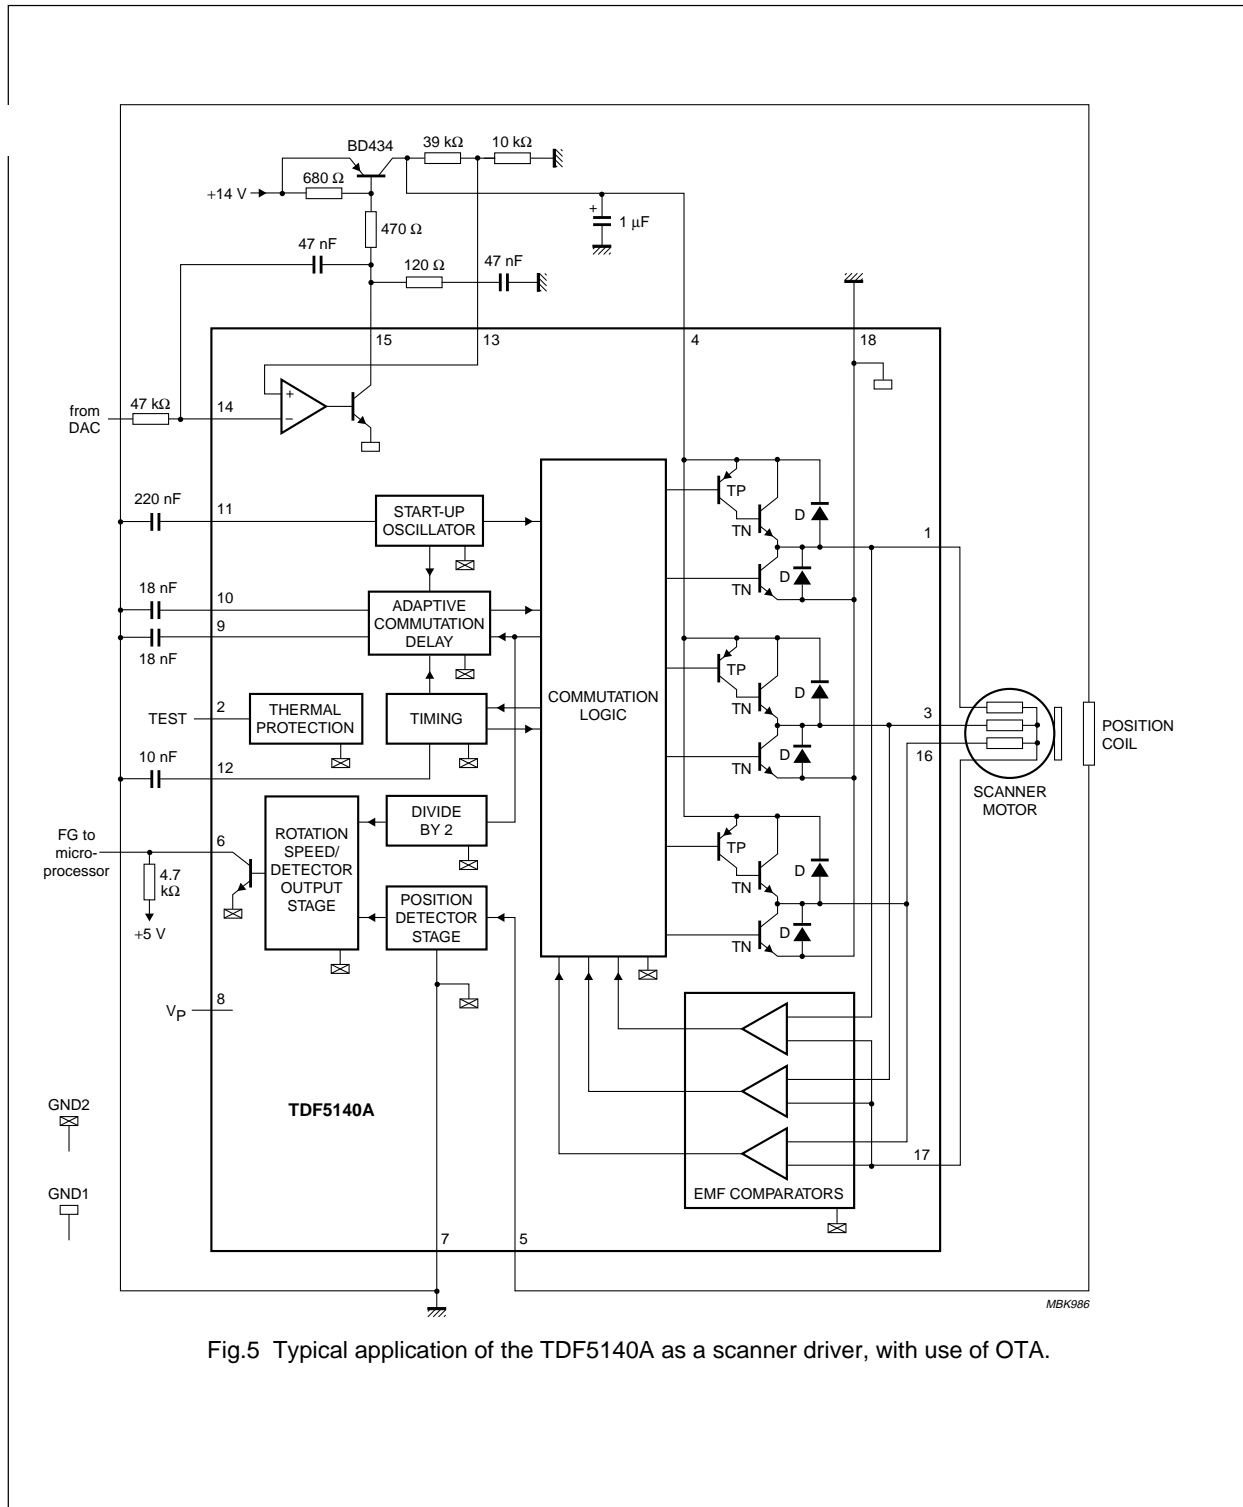 BD434
39 kΩ
10 kΩ
680 Ω
+14 V
470 Ω
+
1 μF
47 nF
120 Ω
47 nF
15
13
4
18
from
DAC
47 kΩ
14
+
−
220 nF
11
START-UP
OSCILLATOR
TP
TN
D
1
TN
D
18 nF
10
9
18 nF
ADAPTIVE
COMMUTATION
DELAY
COMMUTATION
LOGIC
TP
TN
D
3
TN
D
16
TEST
2
THERMAL
PROTECTION
TIMING
POSITION
COIL
SCANNER
MOTOR
10 nF
12
DIVIDE
BY 2
FG to
micro-
processor
6
4.7
kΩ
+5 V
ROTATION
SPEED/
DETECTOR
OUTPUT
STAGE
POSITION
DETECTOR
STAGE
TP
TN
D
TN
D
8
VP
TDF5140A
GND2
GND1
17
EMF COMPARATORS
7
5
MBK986
Fig.5 Typical application of the TDF5140A as a scanner driver, with use of OTA.